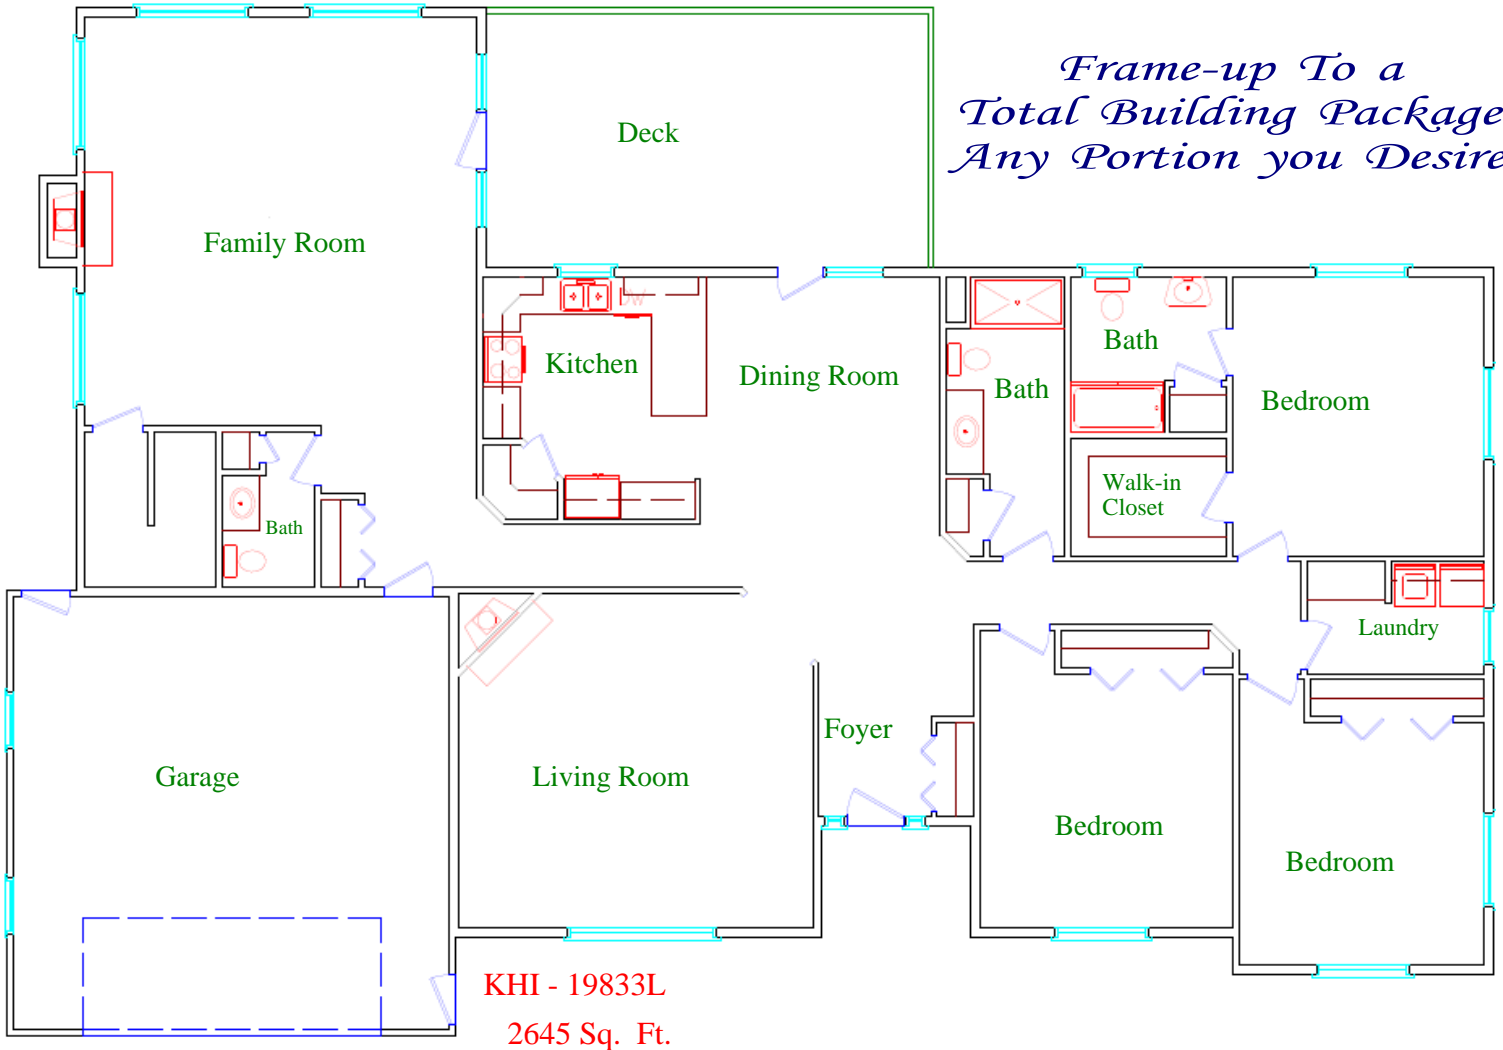 Frame-up To a
Total Building Package
Any Portion you Desire
Deck
Family Room
DW
Kitchen
Dining Room
Bath
Bath
Bedroom
Walk-in
Closet
Bath
Laundry
Foyer
Garage
Living Room
Bedroom
Bedroom
KHI - 19833L
2645 Sq. Ft.